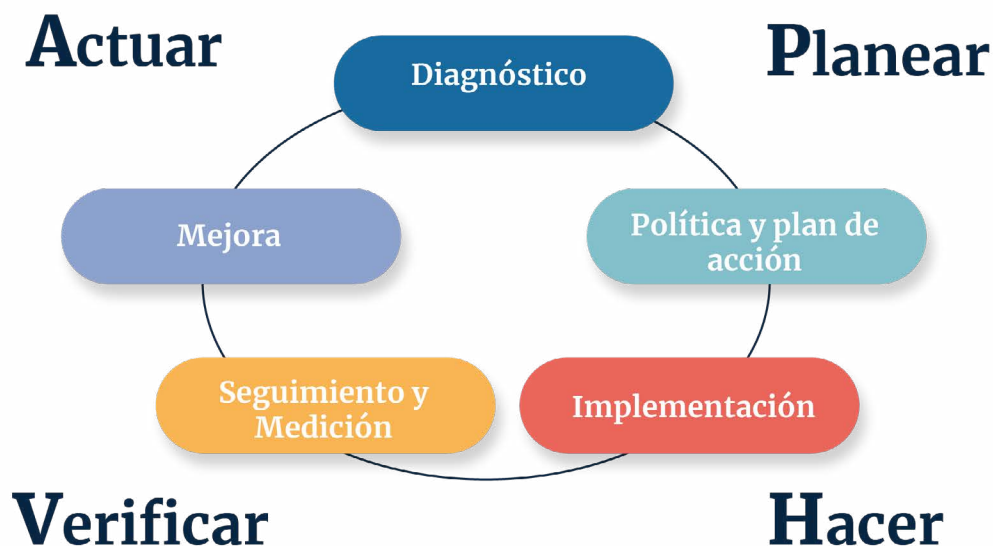 Actuar
Planear
Diagnóstico
Mejora
Política y plan de
acción
Seguimiento y
Medición
Implementación
Verificar
Hacer